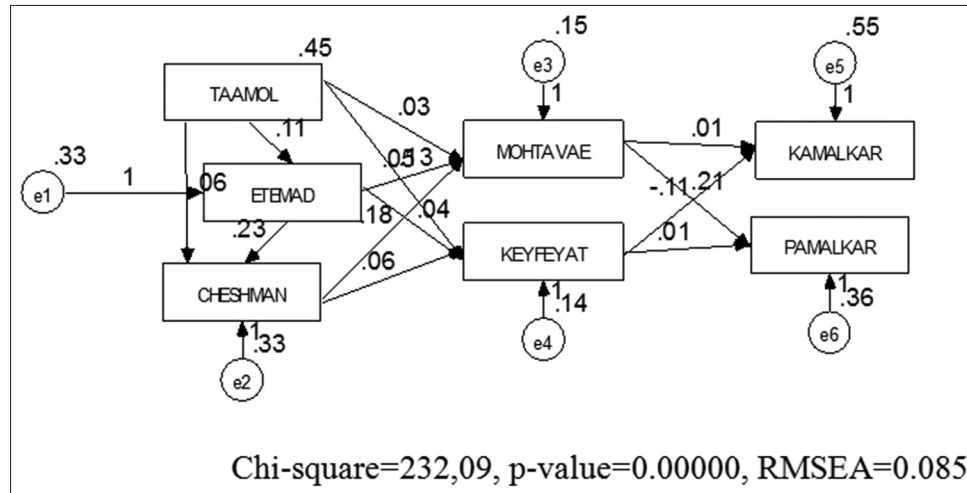 .45
.15
.55
e3
e5
TAAMOL
1
1
.03
.01
.11
MOHTAVAE
KAMALKAR
.33
.05
.13
e1
1
.06
ETEMAD
-.11
.21
.18
.04
.23
KEYFEYAT
.01
PAMALKAR
.06
CHESHMAN
1
1
.14
.36
1
.33
e4
e6
e2
Chi-square=232,09, p-value=0.00000, RMSEA=0.085